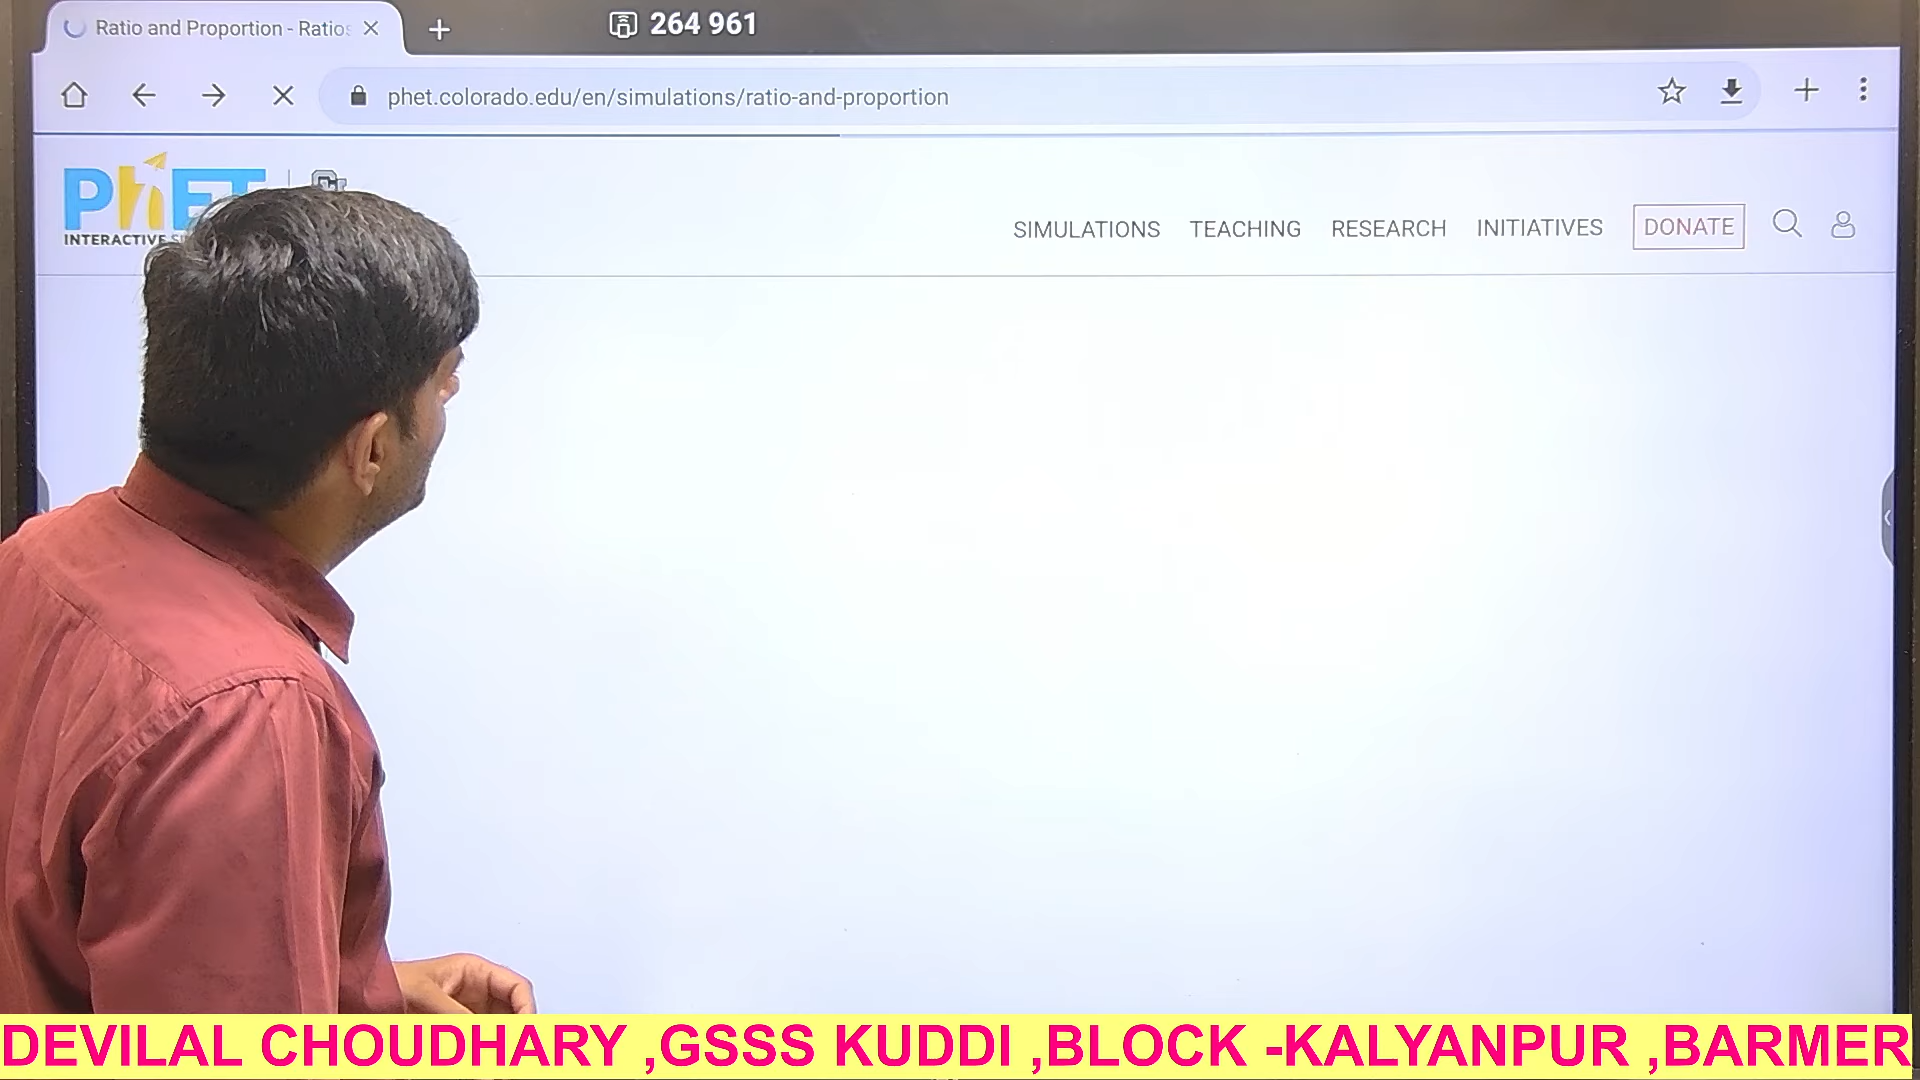 Ratio and Proportion - Ratios
264 961
phet.colorado.edu/en/simulations/ratio-and-proportion
PhET
INTERACTIVE
SIMULATIONS TEACHING RESEARCH INITIATIVES DONATE
DEVILAL CHOUDHARY ,GSSS KUDDI ,BLOCK -KALYANPUR ,BARMER